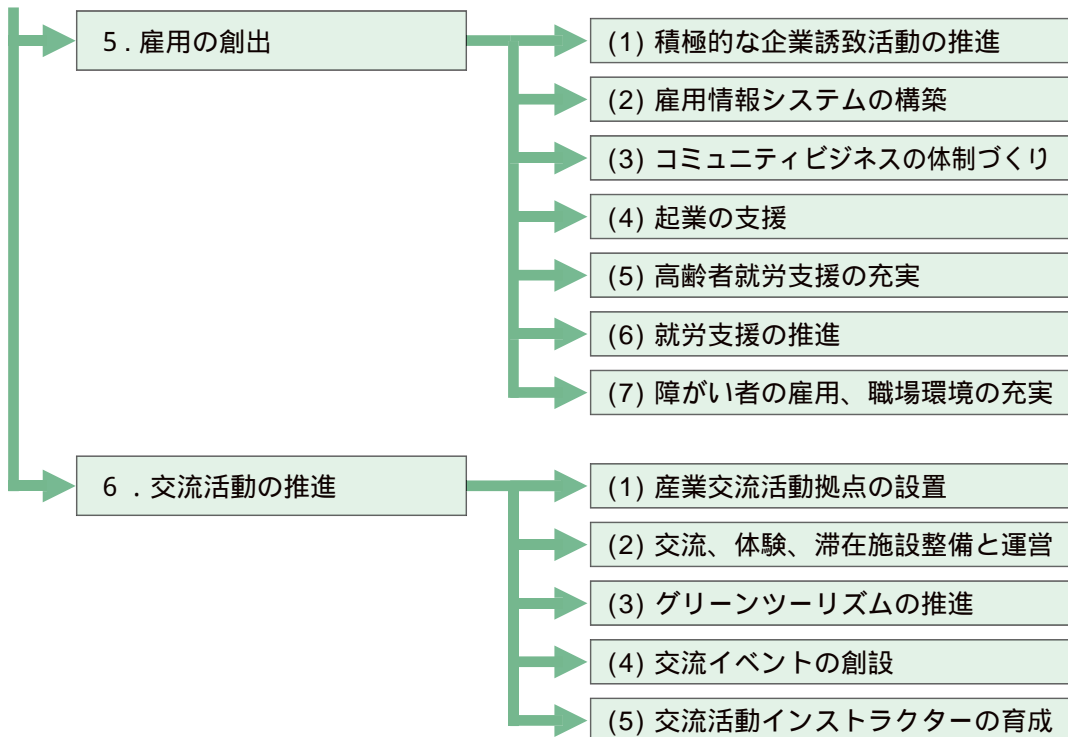 5．雇用の創出
(1) 積極的な企業誘致活動の推進
(2) 雇用情報システムの構築
(3) コミュニティビジネスの体制づくり
(4) 起業の支援
(5) 高齢者就労支援の充実
(6) 就労支援の推進
(7) 障がい者の雇用、職場環境の充実
6．交流活動の推進
(1) 産業交流活動拠点の設置
(2) 交流、体験、滞在施設整備と運営
(3) グリーンツーリズムの推進
(4) 交流イベントの創設
(5) 交流活動インストラクターの育成